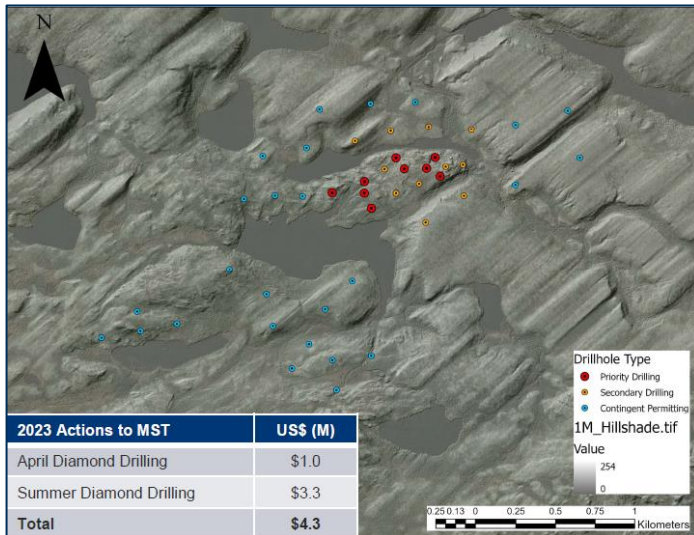 N
Drillhole Type
Priority Drilling
Secondary Drilling
Contingent Permitting
1M_Hillshade.tif
Value
254
0
2023 Actions to MST US$ (M)
April Diamond Drilling $1.0
Summer Diamond Drilling $3.3
Total $4.3
0.25 0.13 0 0.25 0.5 0.75 1
Kilometers